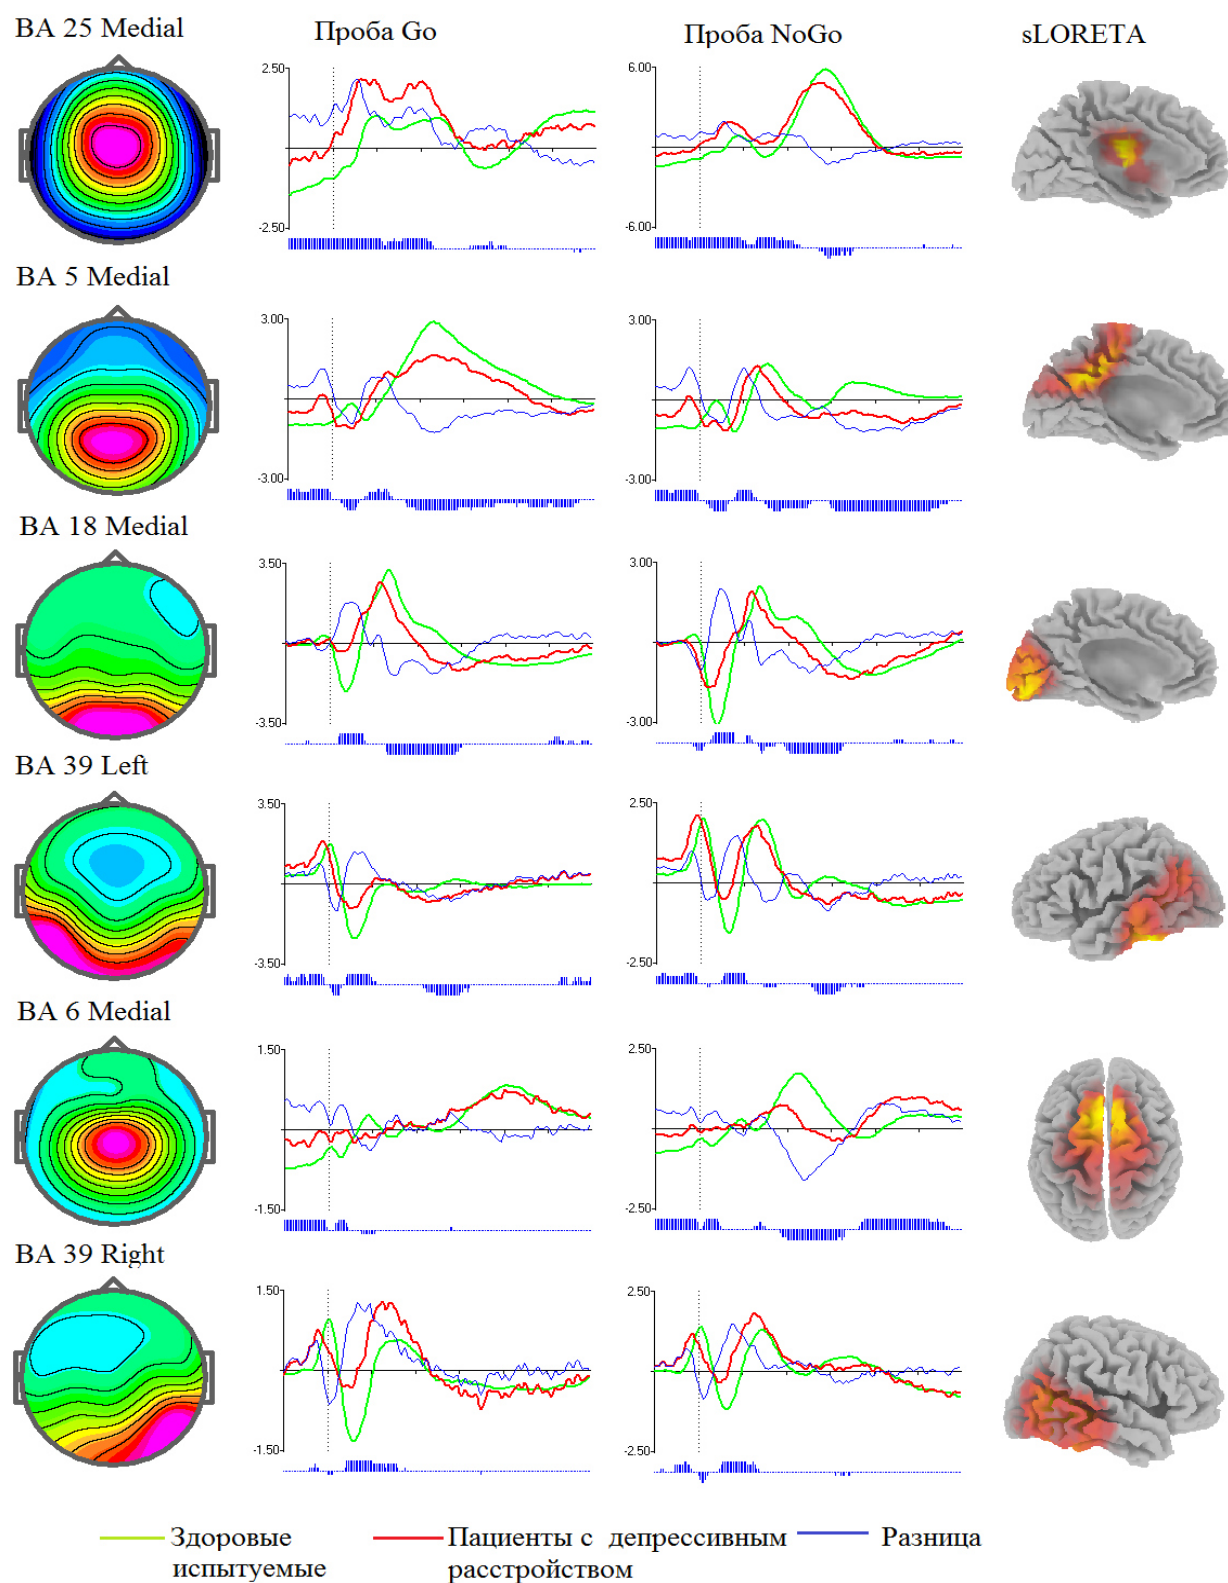 BA 25 Medial
Проба Go
Проба NoGo
sLORETA
2.50
-2.50
6.00
-6.00
BA 5 Medial
3.00
-3.00
3.00
-3.00
BA 18 Medial
3.50
-3.50
3.00
-3.00
BA 39 Left
3.50
-3.50
2.50
-2.50
BA 6 Medial
1.50
-1.50
2.50
-2.50
BA 39 Right
1.50
-1.50
2.50
-2.50
Здоровые
испытуемые
Пациенты с депрессивным
расстройством
Разница